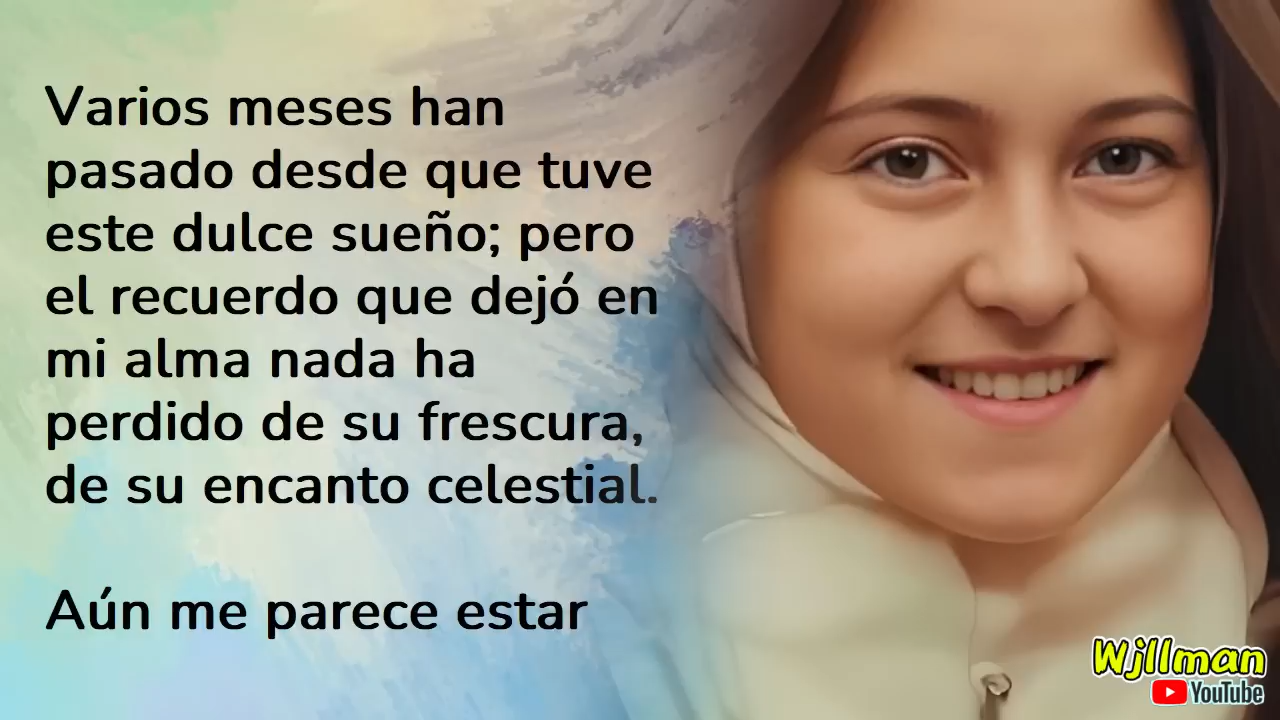 Varios meses han
pasado desde que tuve
este dulce sueño; pero
el recuerdo que dejó en
mi alma nada ha
perdido de su frescura,
de su encanto celestial.
Aún me parece estar
Wjllman
YouTube